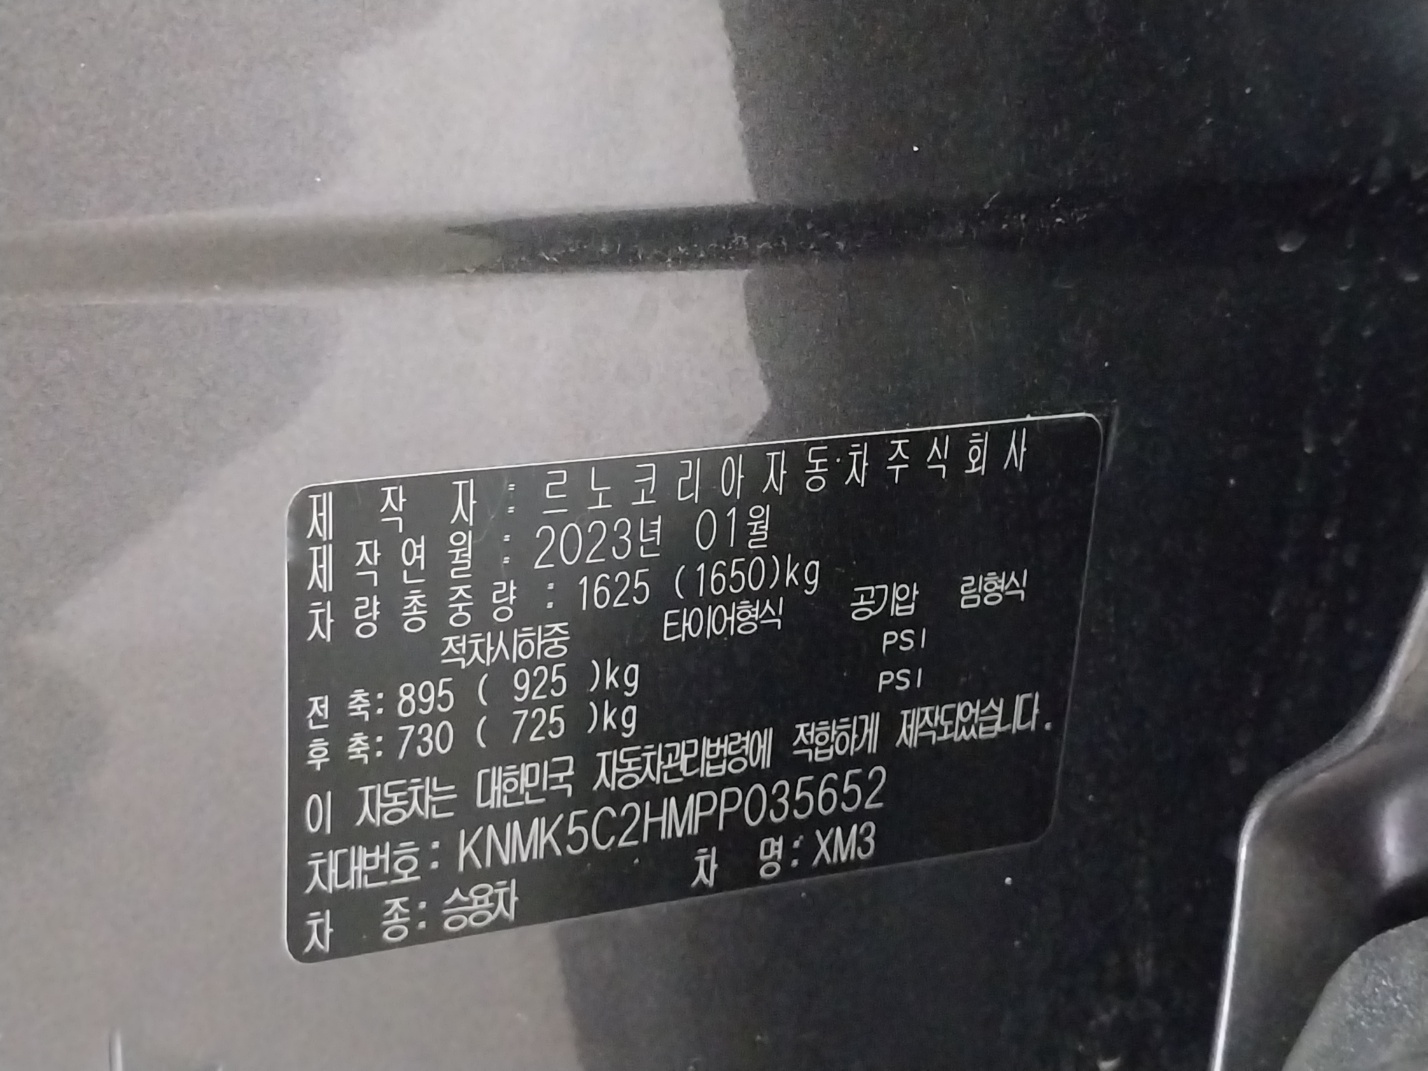 제 작 자 : 르노코리아자동차주식회사
제작연월 : 2023년 01월
차량총중량 : 1625 (1650)kg
적차시하중 타이어형식 공기압 림형식
전 축: 895 ( 925 )kg PSI
후 축: 730 ( 725 )kg PSI
이 자동차는 대한민국 자동차관리법령에 적합하게 제작되었습니다.
차대번호: KNMK5C2HMPP035652
차 종: 승용차 차 명: XM3